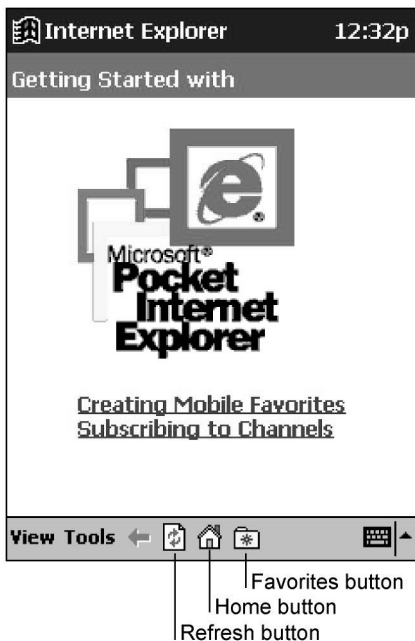 Internet Explorer 12:32p
Getting Started with
e®
Microsoft®
Pocket
Internet
Explorer
Creating Mobile Favorites
Subscribing to Channels
View Tools
Favorites button
Home button
Refresh button